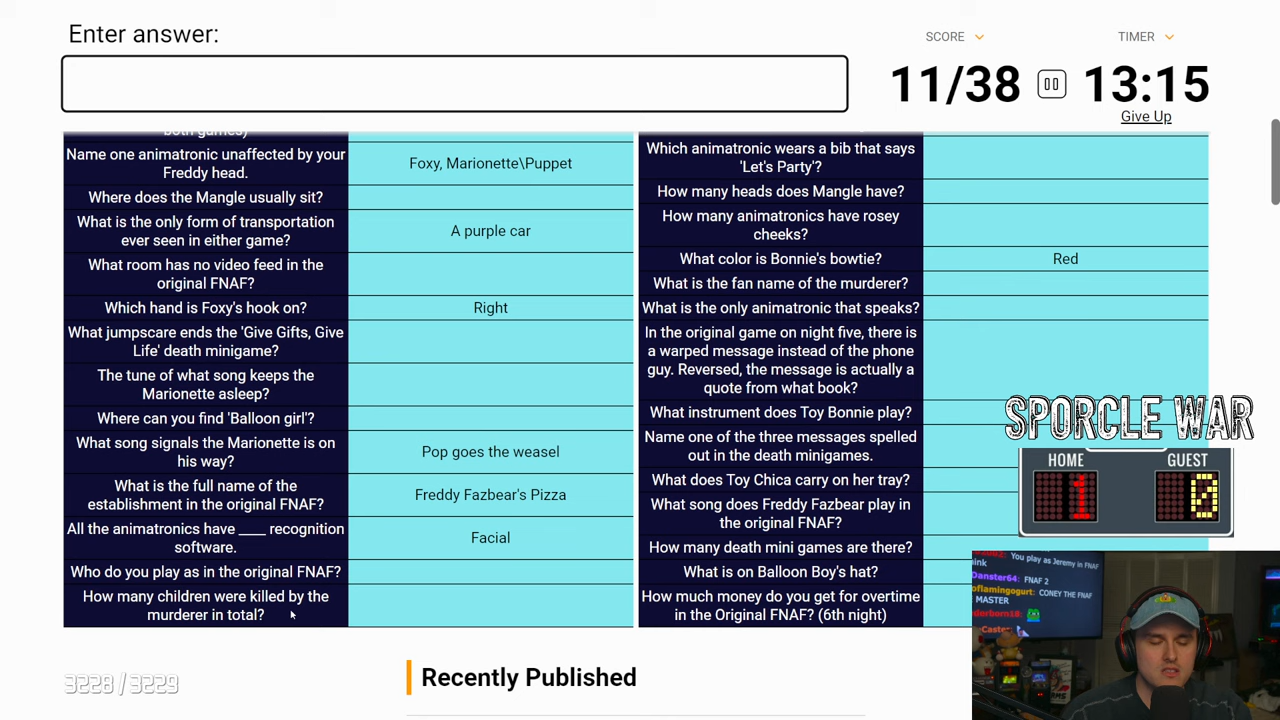 Enter answer:
SCORE
TIMER
11/38
13:15
Give Up
both games)
Name one animatronic unaffected by your
Freddy head.
Foxy, Marionette\Puppet
Where does the Mangle usually sit?
What is the only form of transportation
ever seen in either game?
A purple car
What room has no video feed in the
original FNAF?
Which hand is Foxy's hook on?
Right
What jumpscare ends the 'Give Gifts, Give
Life' death minigame?
The tune of what song keeps the
Marionette asleep?
Where can you find 'Balloon girl'?
What song signals the Marionette is on
his way?
Pop goes the weasel
What is the full name of the
establishment in the original FNAF?
Freddy Fazbear's Pizza
All the animatronics have ____ recognition
software.
Facial
Who do you play as in the original FNAF?
How many children were killed by the
murderer in total?
Which animatronic wears a bib that says
'Let's Party'?
How many heads does Mangle have?
How many animatronics have rosey
cheeks?
What color is Bonnie's bowtie?
Red
What is the fan name of the murderer?
What is the only animatronic that speaks?
In the original game on night five, there is
a warped message instead of the phone
guy. Reversed, the message is actually a
quote from what book?
What instrument does Toy Bonnie play?
Name one of the three messages spelled
out in the death minigames.
What does Toy Chica carry on her tray?
What song does Freddy Fazbear play in
the original FNAF?
How many death mini games are there?
What is on Balloon Boy's hat?
How much money do you get for overtime
in the Original FNAF? (6th night)
SPORCLE WAR
HOME
GUEST
1
0
You play as Jeremy in FNAF
Danster64: FNAF 2
oflamingogurt: CONEY THE FNAF
MASTER
3228 / 3229
Recently Published